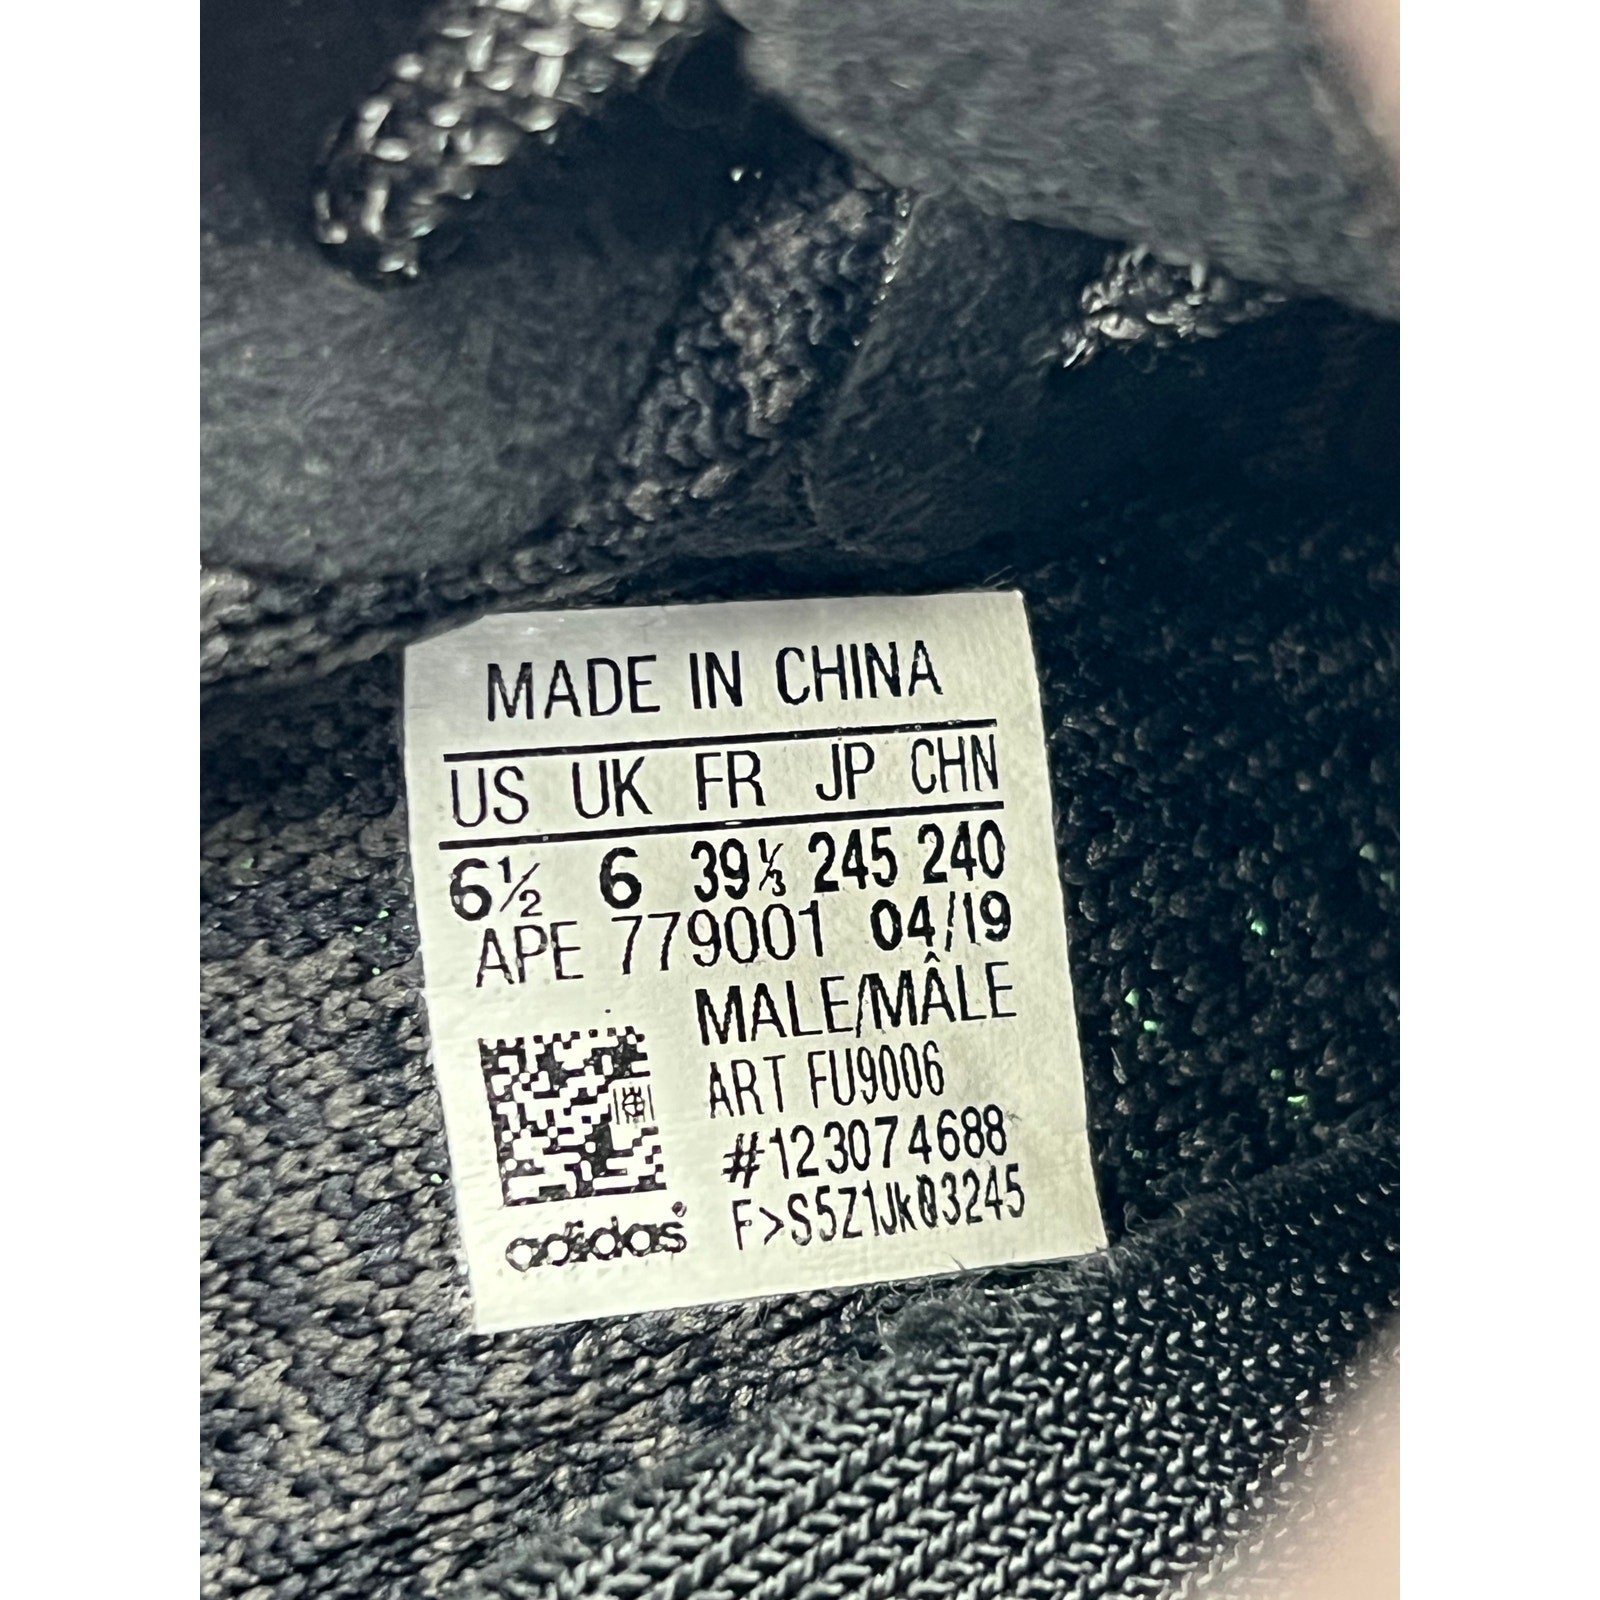 MADE IN CHINA
US UK FR JP CHN
6½ 6 39⅓ 245 240
APE 779001 04/19
MALE/MÂLE
ART FU9006
#123074688
F>S5Z1Jk03245
adidas®